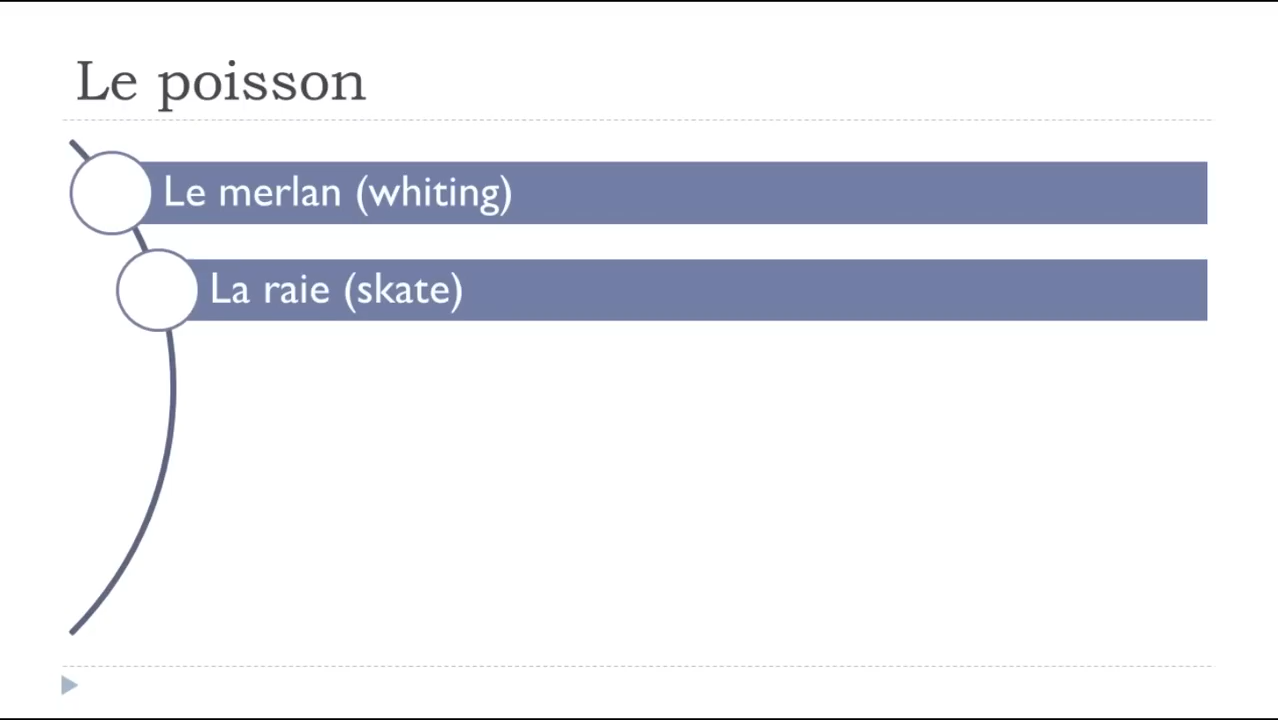 Le poisson
Le merlan (whiting)
La raie (skate)